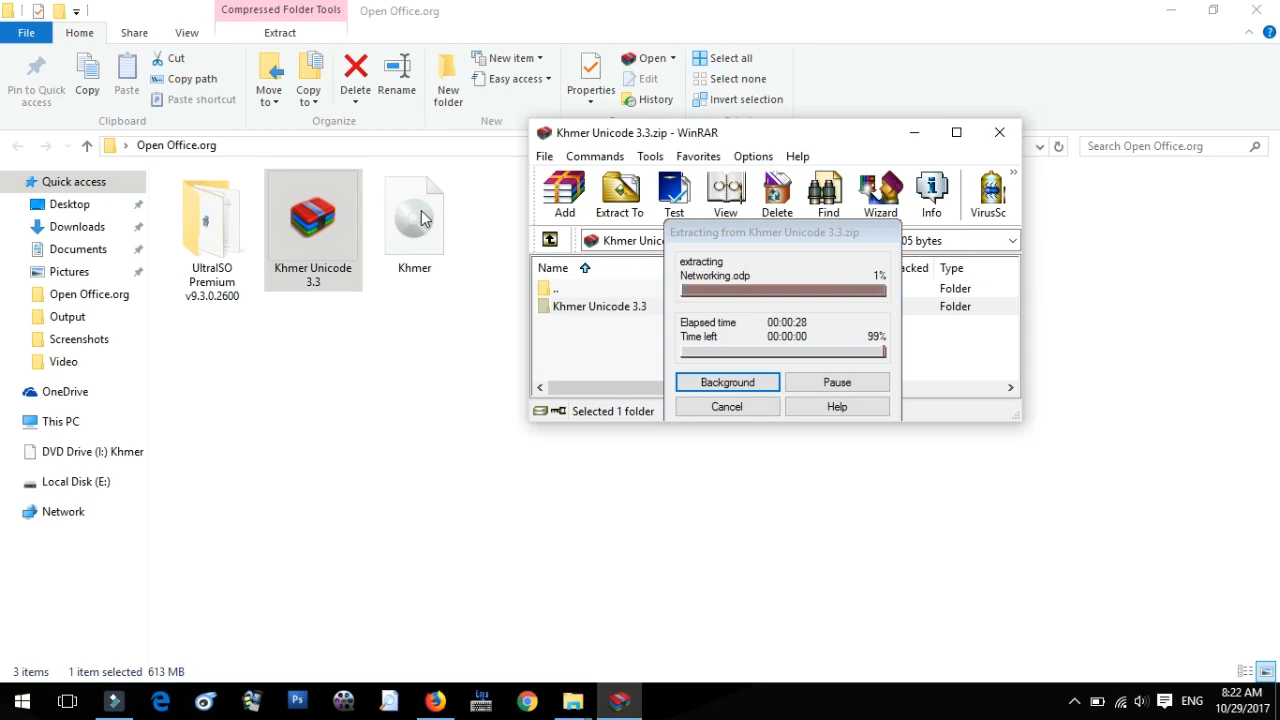 Compressed Folder Tools
Open Office.org
File
Home
Share
View
Extract
Pin to Quick
access
Copy
Paste
Cut
Copy path
Paste shortcut
Clipboard
Move
to
Copy
to
Delete
Rename
Organize
New
folder
New item
Easy access
New
Properties
Open
Edit
History
Select all
Select none
Invert selection
Open Office.org
Search Open Office.org
Quick access
Desktop
Downloads
Documents
Pictures
Open Office.org
Output
Screenshots
Video
OneDrive
This PC
DVD Drive (I:) Khmer
Local Disk (E:)
Network
UltraISO
Premium
v9.3.0.2600
Khmer Unicode
3.3
Khmer
Khmer Unicode 3.3.zip - WinRAR
File Commands Tools Favorites Options Help
Add
Extract To
Test
View
Delete
Find
Wizard
Info
VirusSc
Khmer Unic
05 bytes
Name
acked
Type
..
Folder
Khmer Unicode 3.3
Folder
Selected 1 folder
Extracting from Khmer Unicode 3.3.zip
extracting
Networking.odp 1%
Elapsed time 00:00:28
Time left 00:00:00 99%
Background
Pause
Cancel
Help
3 items 1 item selected 613 MB
Ps
ENG
8:22 AM
10/29/2017